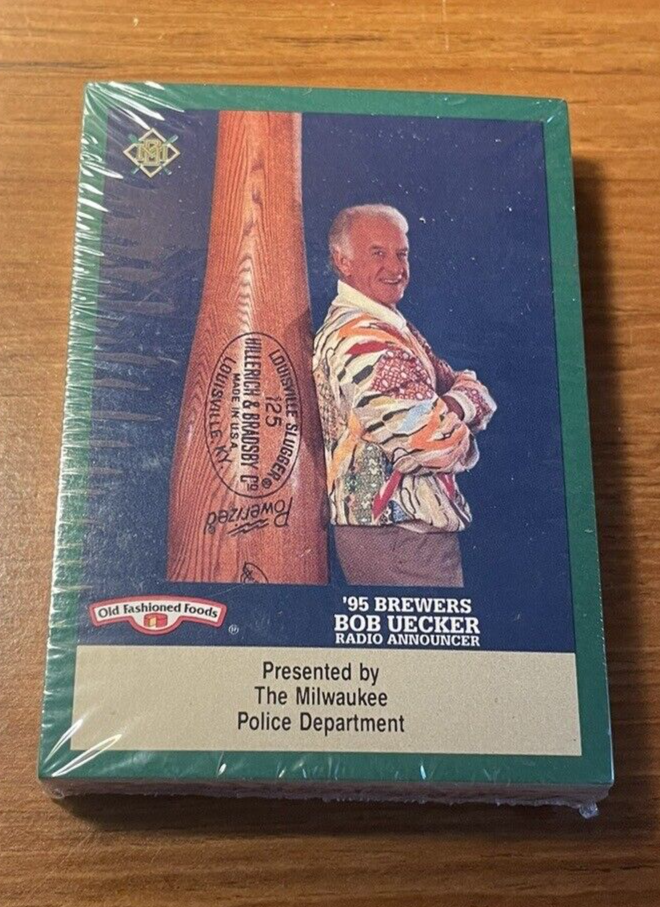 MB
LOUISVILLE SLUGGER®
125
HILLERICH & BRADSBY Co
MADE IN U.S.A.
LOUISVILLE, KY.
Powerized
Old Fashioned Foods
®
'95 BREWERS
BOB UECKER
RADIO ANNOUNCER
Presented by
The Milwaukee
Police Department